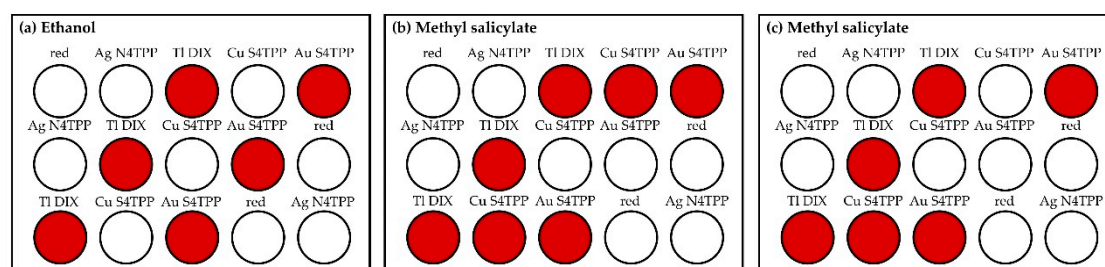 (a) Ethanol
red Ag N4TPP Tl DIX Cu S4TPP Au S4TPP
Ag N4TPP Tl DIX Cu S4TPP Au S4TPP red
Tl DIX Cu S4TPP Au S4TPP red Ag N4TPP
(b) Methyl salicylate
red Ag N4TPP Tl DIX Cu S4TPP Au S4TPP
Ag N4TPP Tl DIX Cu S4TPP Au S4TPP red
Tl DIX Cu S4TPP Au S4TPP red Ag N4TPP
(c) Methyl salicylate
red Ag N4TPP Tl DIX Cu S4TPP Au S4TPP
Ag N4TPP Tl DIX Cu S4TPP Au S4TPP red
Tl DIX Cu S4TPP Au S4TPP red Ag N4TPP